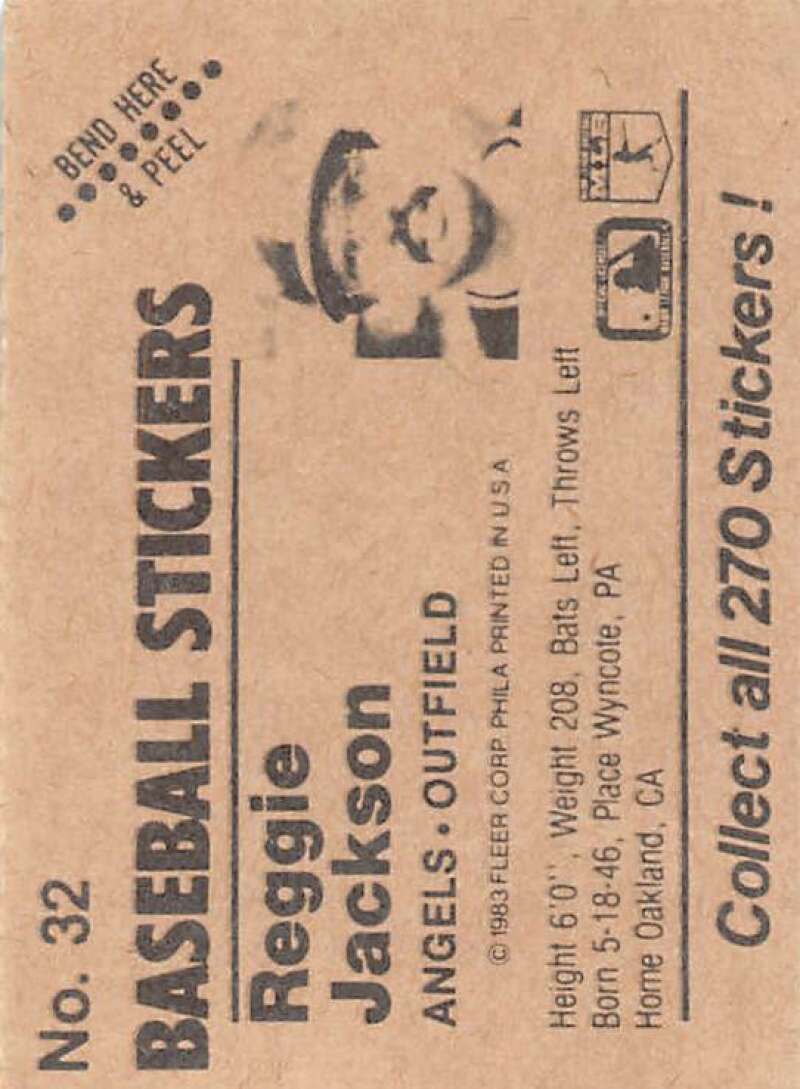 No. 32
BEND HERE
& PEEL
BASEBALL STICKERS
Reggie
Jackson
ANGELS • OUTFIELD
© 1983 FLEER CORP. PHILA PRINTED IN U.S.A
Height 6'0'', Weight 208, Bats Left, Throws Left
Born 5-18-46, Place Wyncote, PA
Home Oakland, CA
Collect all 270 Stickers!